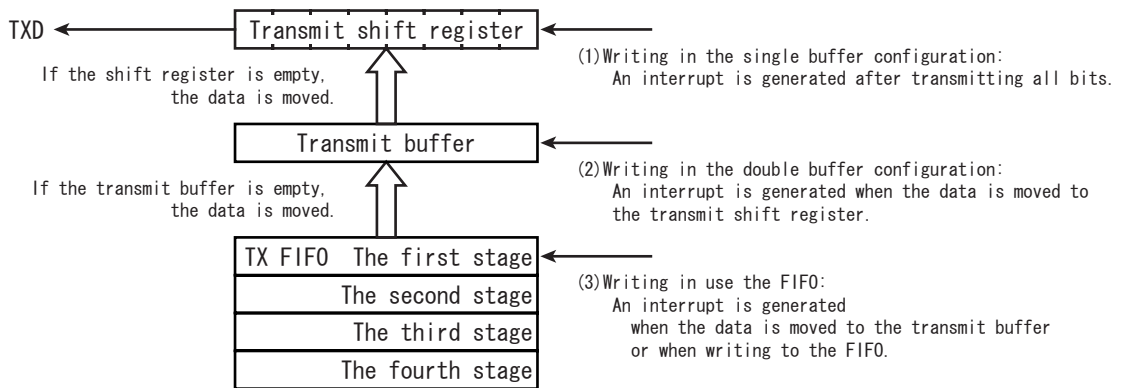 TXD
Transmit shift register
(1)Writing in the single buffer configuration:
An interrupt is generated after transmitting all bits.
If the shift register is empty,
the data is moved.
Transmit buffer
(2)Writing in the double buffer configuration:
An interrupt is generated when the data is moved to
the transmit shift register.
If the transmit buffer is empty,
the data is moved.
TX FIFO The first stage
The second stage
The third stage
The fourth stage
(3)Writing in use the FIFO:
An interrupt is generated
when the data is moved to the transmit buffer
or when writing to the FIFO.